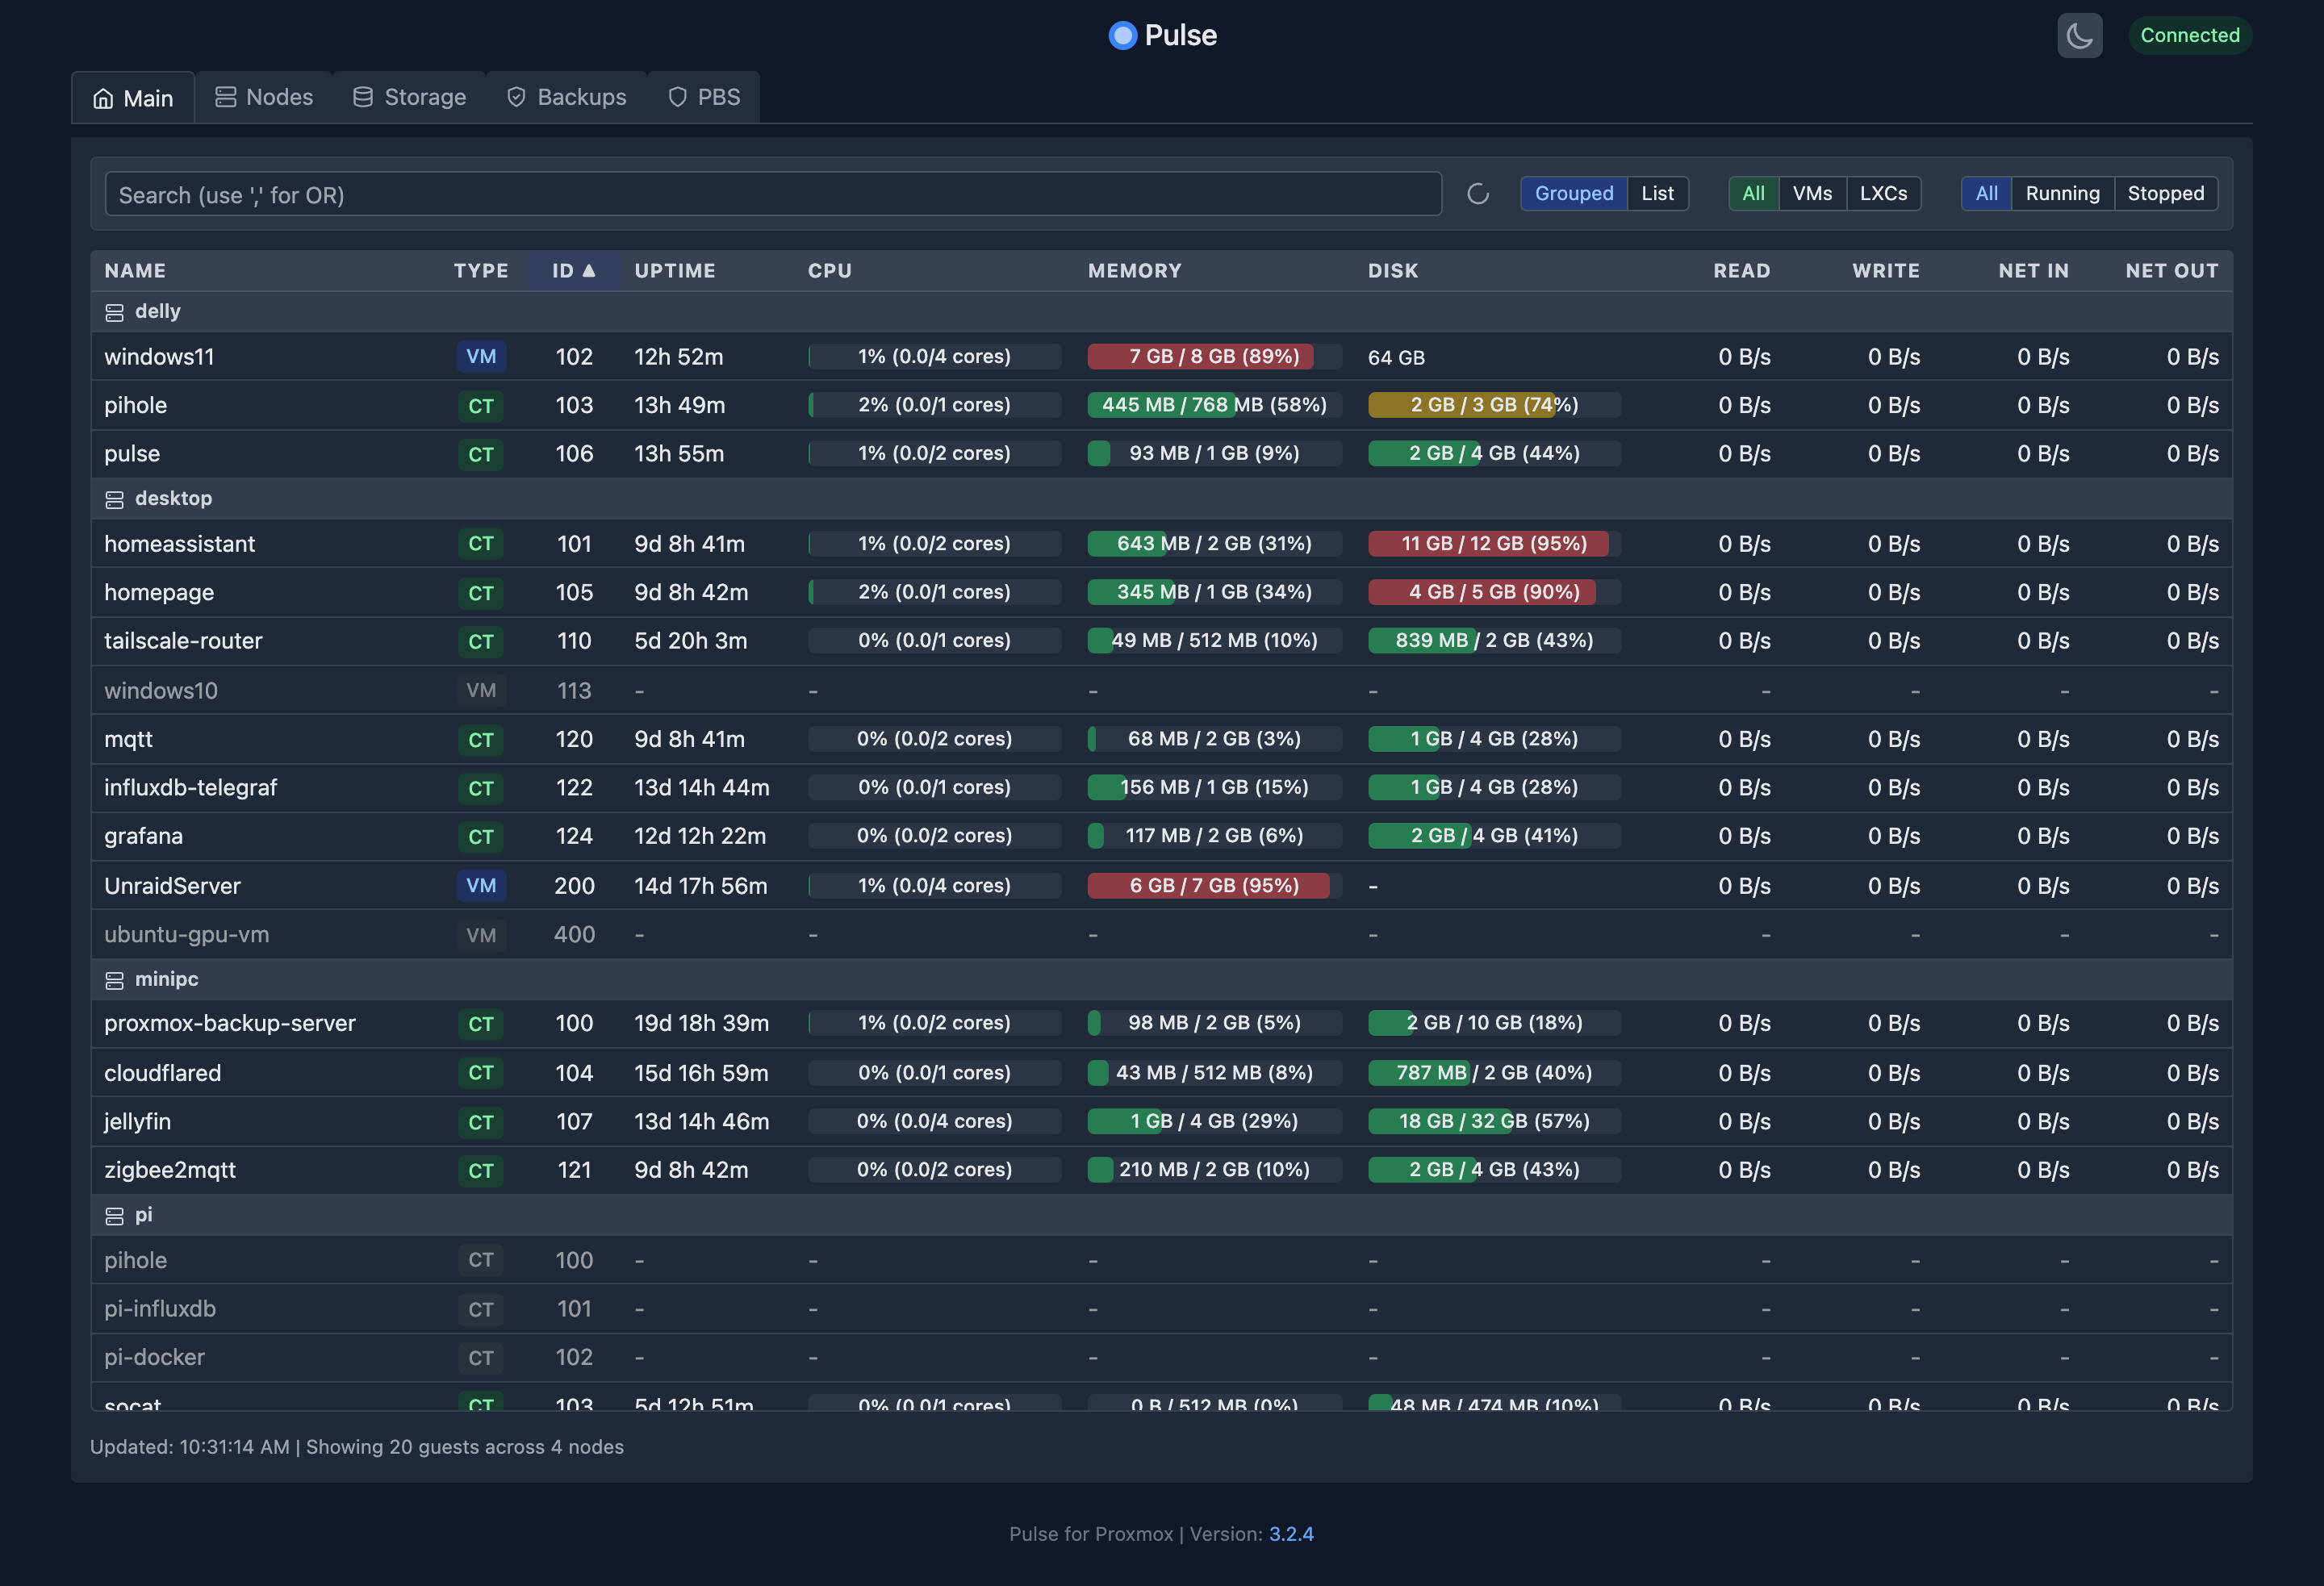 Pulse
Connected
Main Nodes Storage Backups PBS
Search (use ',' for OR) Grouped List All VMs LXCs All Running Stopped
NAME TYPE ID ▲ UPTIME CPU MEMORY DISK READ WRITE NET IN NET OUT
delly
windows11 VM 102 12h 52m 1% (0.0/4 cores) 7 GB / 8 GB (89%) 64 GB 0 B/s 0 B/s 0 B/s 0 B/s
pihole CT 103 13h 49m 2% (0.0/1 cores) 445 MB / 768 MB (58%) 2 GB / 3 GB (74%) 0 B/s 0 B/s 0 B/s 0 B/s
pulse CT 106 13h 55m 1% (0.0/2 cores) 93 MB / 1 GB (9%) 2 GB / 4 GB (44%) 0 B/s 0 B/s 0 B/s 0 B/s
desktop
homeassistant CT 101 9d 8h 41m 1% (0.0/2 cores) 643 MB / 2 GB (31%) 11 GB / 12 GB (95%) 0 B/s 0 B/s 0 B/s 0 B/s
homepage CT 105 9d 8h 42m 2% (0.0/1 cores) 345 MB / 1 GB (34%) 4 GB / 5 GB (90%) 0 B/s 0 B/s 0 B/s 0 B/s
tailscale-router CT 110 5d 20h 3m 0% (0.0/1 cores) 49 MB / 512 MB (10%) 839 MB / 2 GB (43%) 0 B/s 0 B/s 0 B/s 0 B/s
windows10 VM 113 - - - - - - - -
mqtt CT 120 9d 8h 41m 0% (0.0/2 cores) 68 MB / 2 GB (3%) 1 GB / 4 GB (28%) 0 B/s 0 B/s 0 B/s 0 B/s
influxdb-telegraf CT 122 13d 14h 44m 0% (0.0/1 cores) 156 MB / 1 GB (15%) 1 GB / 4 GB (28%) 0 B/s 0 B/s 0 B/s 0 B/s
grafana CT 124 12d 12h 22m 0% (0.0/2 cores) 117 MB / 2 GB (6%) 2 GB / 4 GB (41%) 0 B/s 0 B/s 0 B/s 0 B/s
UnraidServer VM 200 14d 17h 56m 1% (0.0/4 cores) 6 GB / 7 GB (95%) - 0 B/s 0 B/s 0 B/s 0 B/s
ubuntu-gpu-vm VM 400 - - - - - - - -
minipc
proxmox-backup-server CT 100 19d 18h 39m 1% (0.0/2 cores) 98 MB / 2 GB (5%) 2 GB / 10 GB (18%) 0 B/s 0 B/s 0 B/s 0 B/s
cloudflared CT 104 15d 16h 59m 0% (0.0/1 cores) 43 MB / 512 MB (8%) 787 MB / 2 GB (40%) 0 B/s 0 B/s 0 B/s 0 B/s
jellyfin CT 107 13d 14h 46m 0% (0.0/4 cores) 1 GB / 4 GB (29%) 18 GB / 32 GB (57%) 0 B/s 0 B/s 0 B/s 0 B/s
zigbee2mqtt CT 121 9d 8h 42m 0% (0.0/2 cores) 210 MB / 2 GB (10%) 2 GB / 4 GB (43%) 0 B/s 0 B/s 0 B/s 0 B/s
pi
pihole CT 100 - - - - - - - -
pi-influxdb CT 101 - - - - - - - -
pi-docker CT 102 - - - - - - - -
socat CT 103 5d 12h 51m 0% (0.0/1 cores) 0 B / 512 MB (0%) 48 MB / 474 MB (10%) 0 B/s 0 B/s 0 B/s 0 B/s
Updated: 10:31:14 AM | Showing 20 guests across 4 nodes
Pulse for Proxmox | Version: 3.2.4